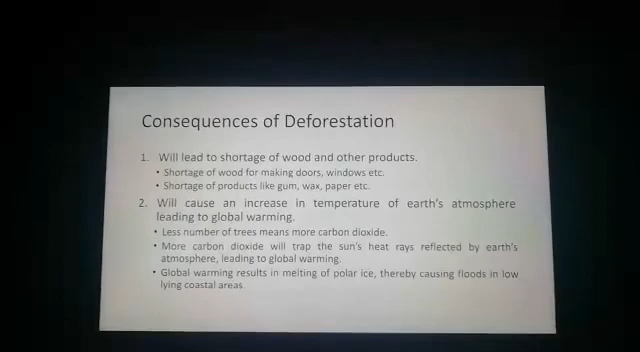 Consequences of Deforestation
1. Will lead to shortage of wood and other products.
• Shortage of wood for making doors, windows etc.
• Shortage of products like gum, wax, paper etc.
2. Will cause an increase in temperature of earth's atmosphere
leading to global warming.
• Less number of trees means more carbon dioxide.
• More carbon dioxide will trap the sun's heat rays reflected by earth's
atmosphere, leading to global warming.
• Global warming results in melting of polar ice, thereby causing floods in low
lying coastal areas